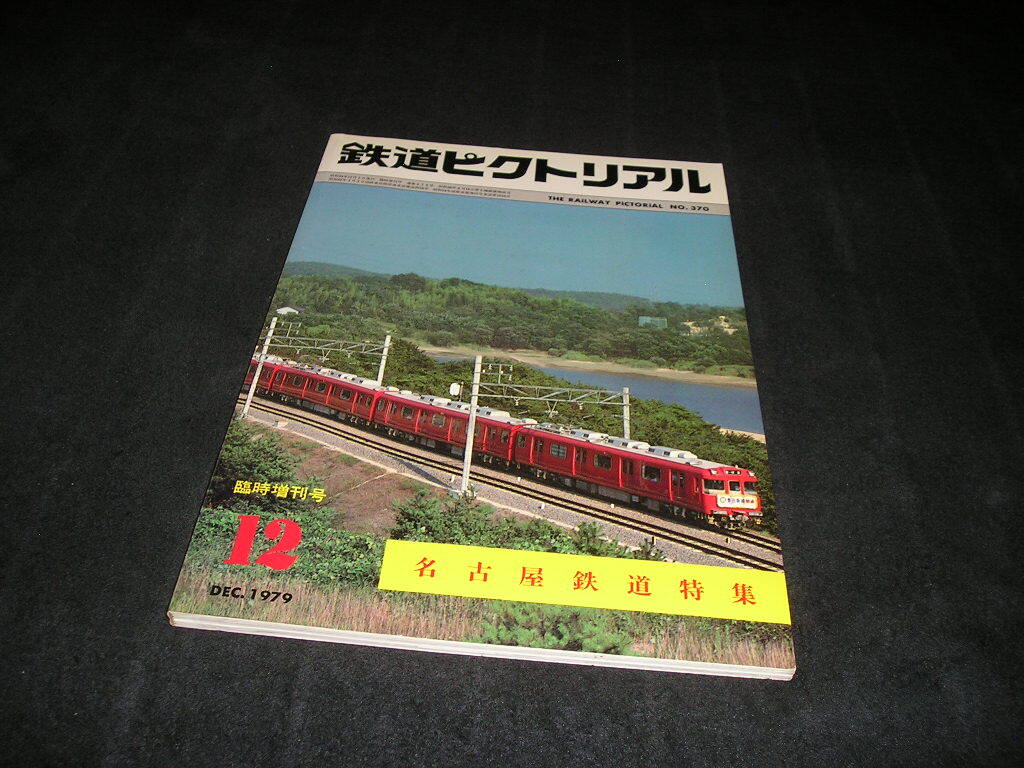 鉄道ピクトリアル
THE RAILWAY PICTORIAL NO. 370
臨時増刊号
12
DEC. 1979
名古屋鉄道特集